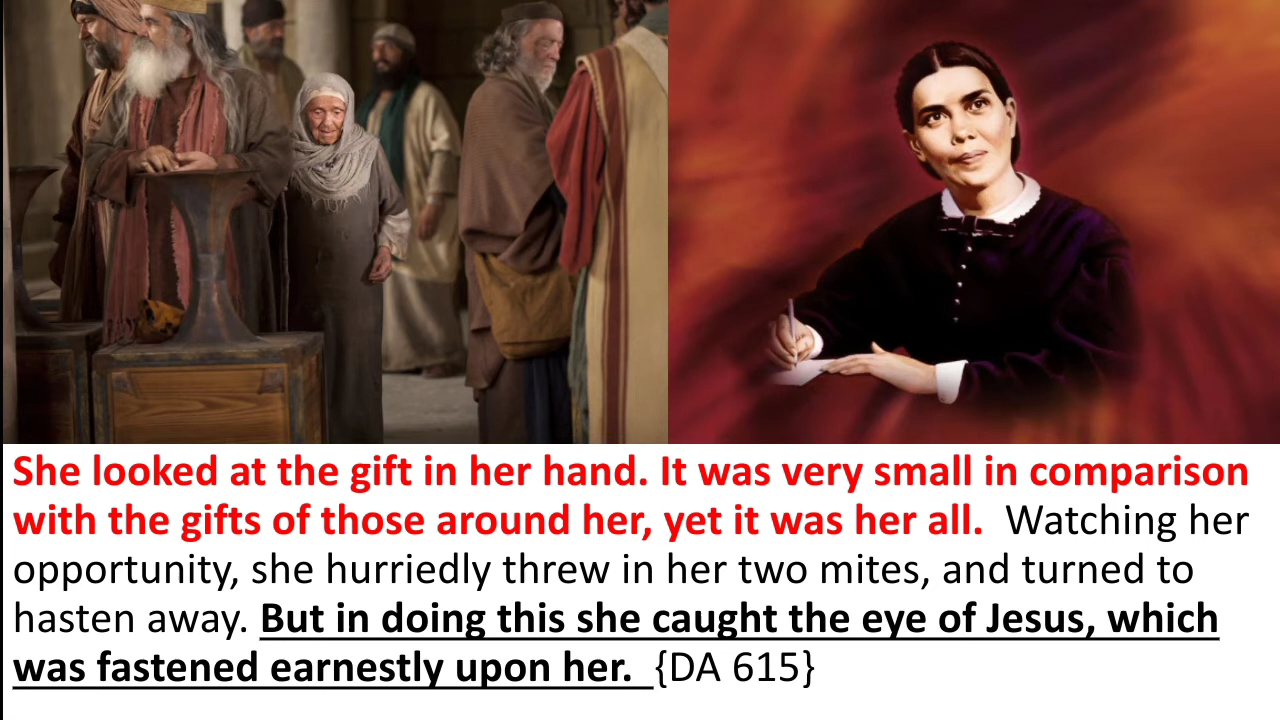 She looked at the gift in her hand. It was very small in comparison
with the gifts of those around her, yet it was her all.  Watching her
opportunity, she hurriedly threw in her two mites, and turned to
hasten away. But in doing this she caught the eye of Jesus, which
was fastened earnestly upon her.  {DA 615}